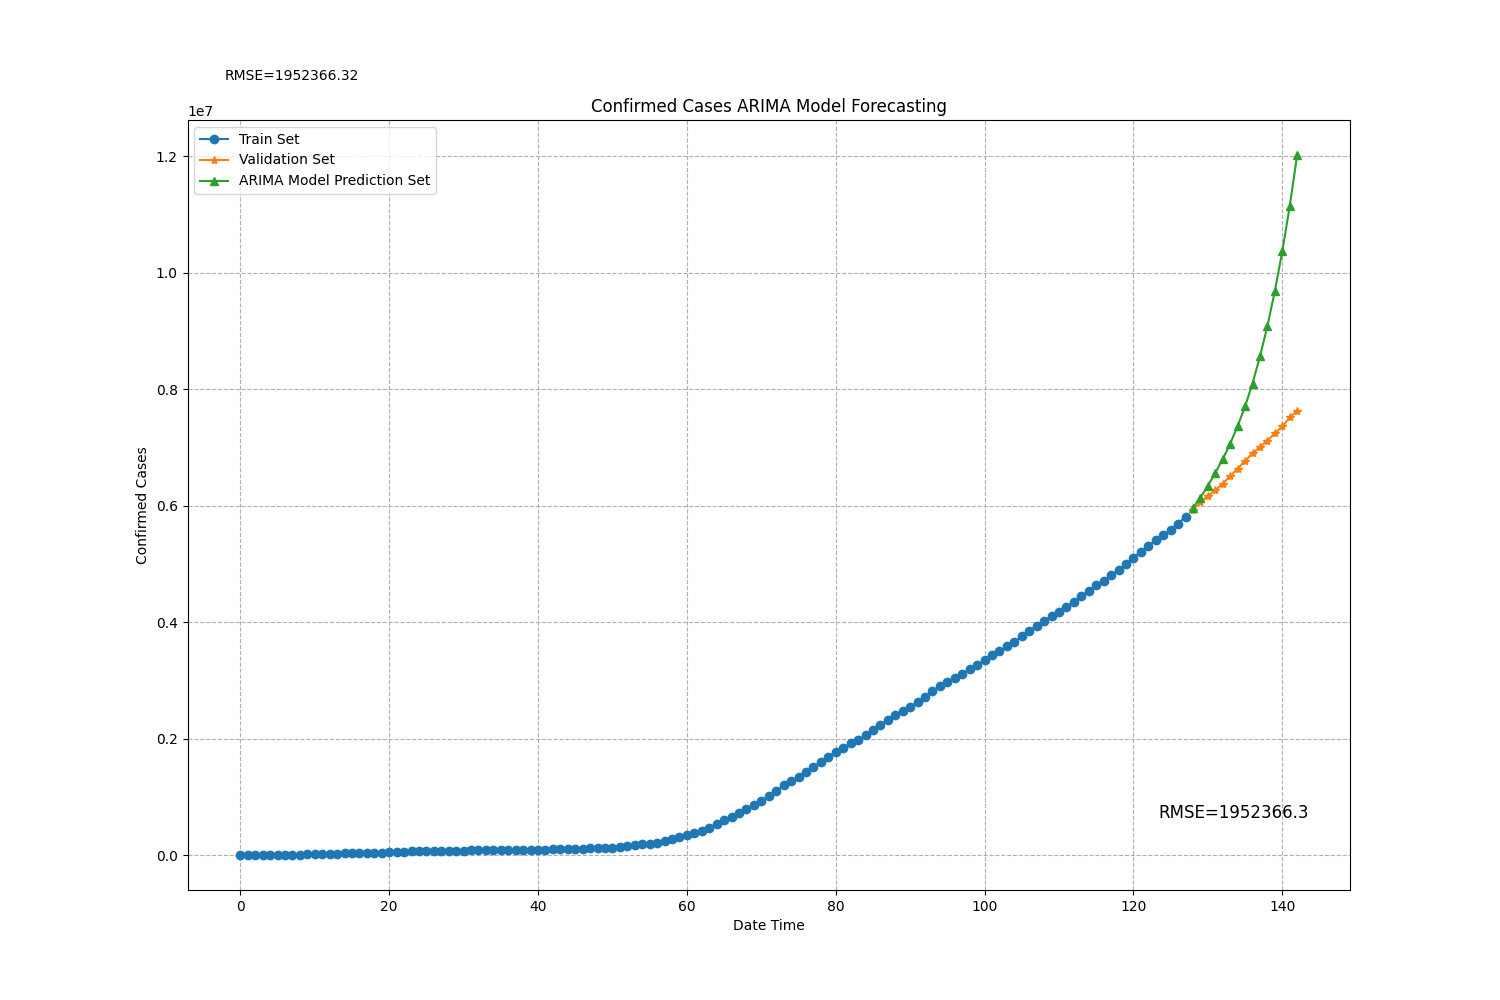 RMSE=1952366.32
Confirmed Cases ARIMA Model Forecasting
1e7
Train Set
Validation Set
ARIMA Model Prediction Set
1.2
1.0
0.8
0.6
0.4
0.2
0.0
Confirmed Cases
RMSE=1952366.3
0 20 40 60 80 100 120 140
Date Time